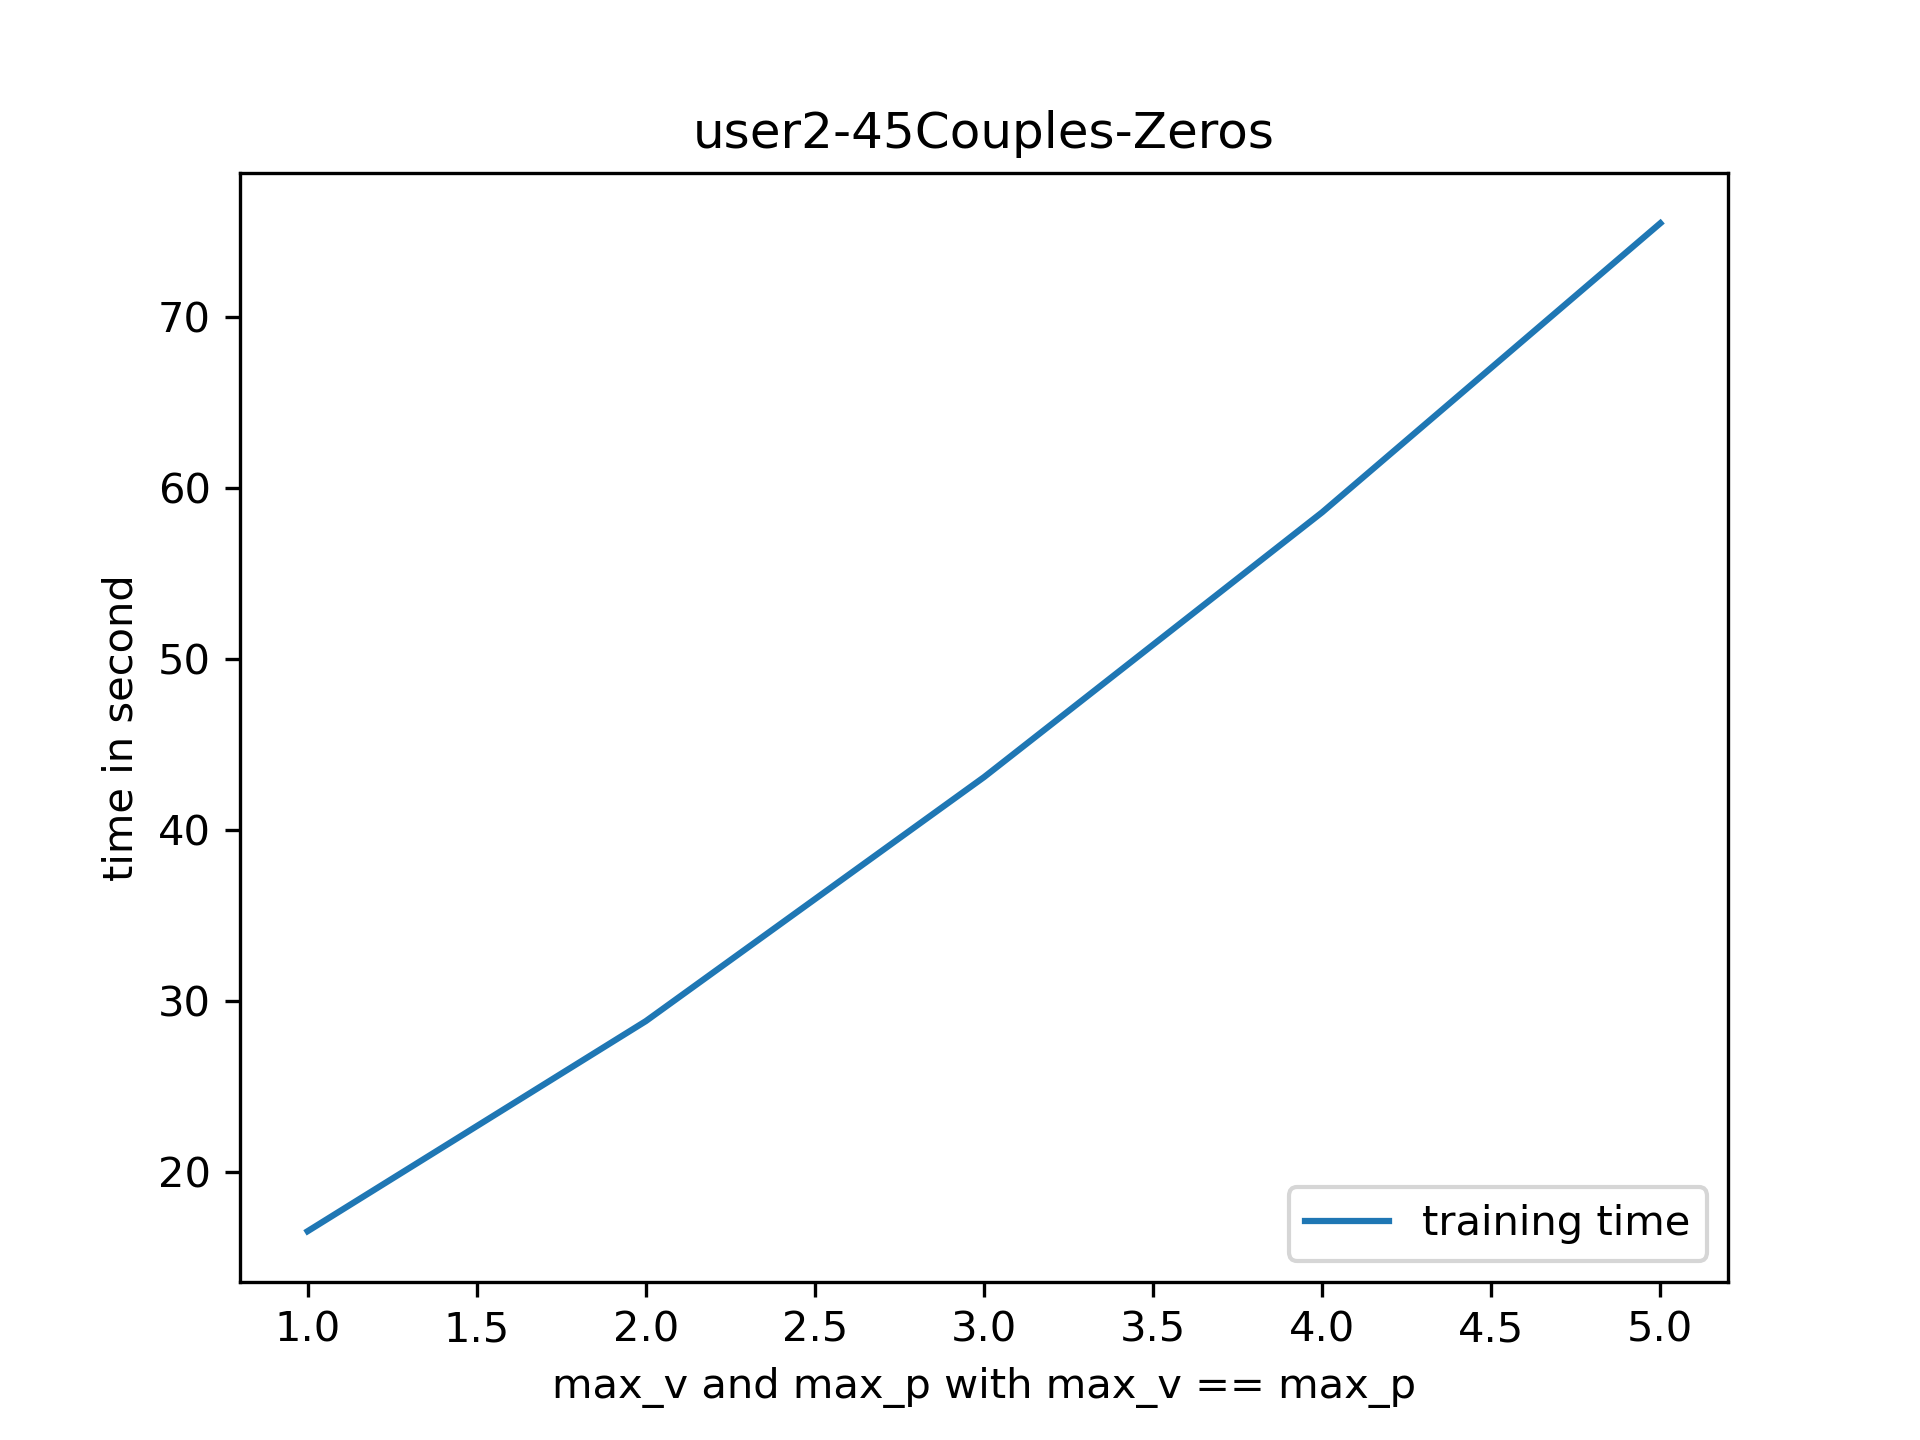 user2-45Couples-Zeros
time in second
70
60
50
40
30
20
training time
1.0 1.5 2.0 2.5 3.0 3.5 4.0 4.5 5.0
max_v and max_p with max_v == max_p